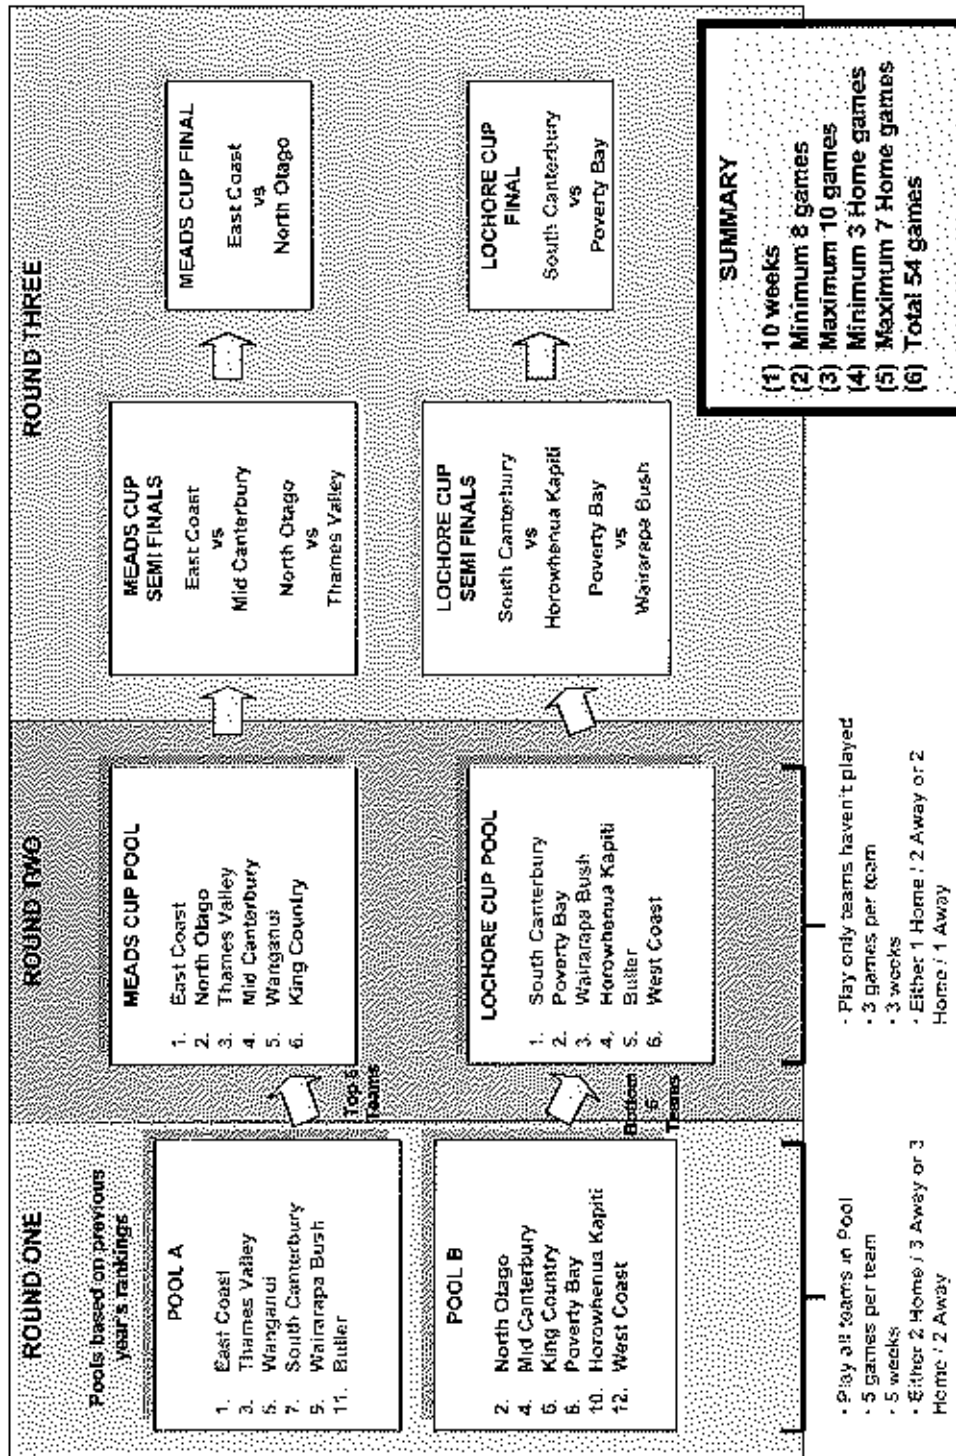 ROUND ONE
Pools based on previous
year's rankings
POOL A
1. East Coast
3. Thames Valley
5. Wanganui
7. South Canterbury
9. Wairarapa Bush
11. Buller
POOL B
2. North Otago
4. Mid Canterbury
6. King Country
8. Poverty Bay
10. Horowhenua Kapiti
12. West Coast
· Play all teams in Pool
· 5 games per team
· 5 weeks
· Either 2 Home / 3 Away or 3
Home / 2 Away
ROUND TWO
Top 6
Teams
MEADS CUP POOL
1. East Coast
2. North Otago
3. Thames Valley
4. Mid Canterbury
5. Wanganui
6. King Country
Bottom
6
Teams
LOCHORE CUP POOL
1. South Canterbury
2. Poverty Bay
3. Wairarapa Bush
4. Horowhenua Kapiti
5. Buller
6. West Coast
· Play only teams haven't played
· 3 games per team
· 3 weeks
· Either 1 Home / 2 Away or 2
Home / 1 Away
ROUND THREE
MEADS CUP
SEMI FINALS
East Coast
vs
Mid Canterbury
North Otago
vs
Thames Valley
MEADS CUP FINAL
East Coast
vs
North Otago
LOCHORE CUP
SEMI FINALS
South Canterbury
vs
Horowhenua Kapiti
Poverty Bay
vs
Wairarapa Bush
LOCHORE CUP
FINAL
South Canterbury
vs
Poverty Bay
SUMMARY
(1) 10 weeks
(2) Minimum 8 games
(3) Maximum 10 games
(4) Minimum 3 Home games
(5) Maximum 7 Home games
(6) Total 54 games